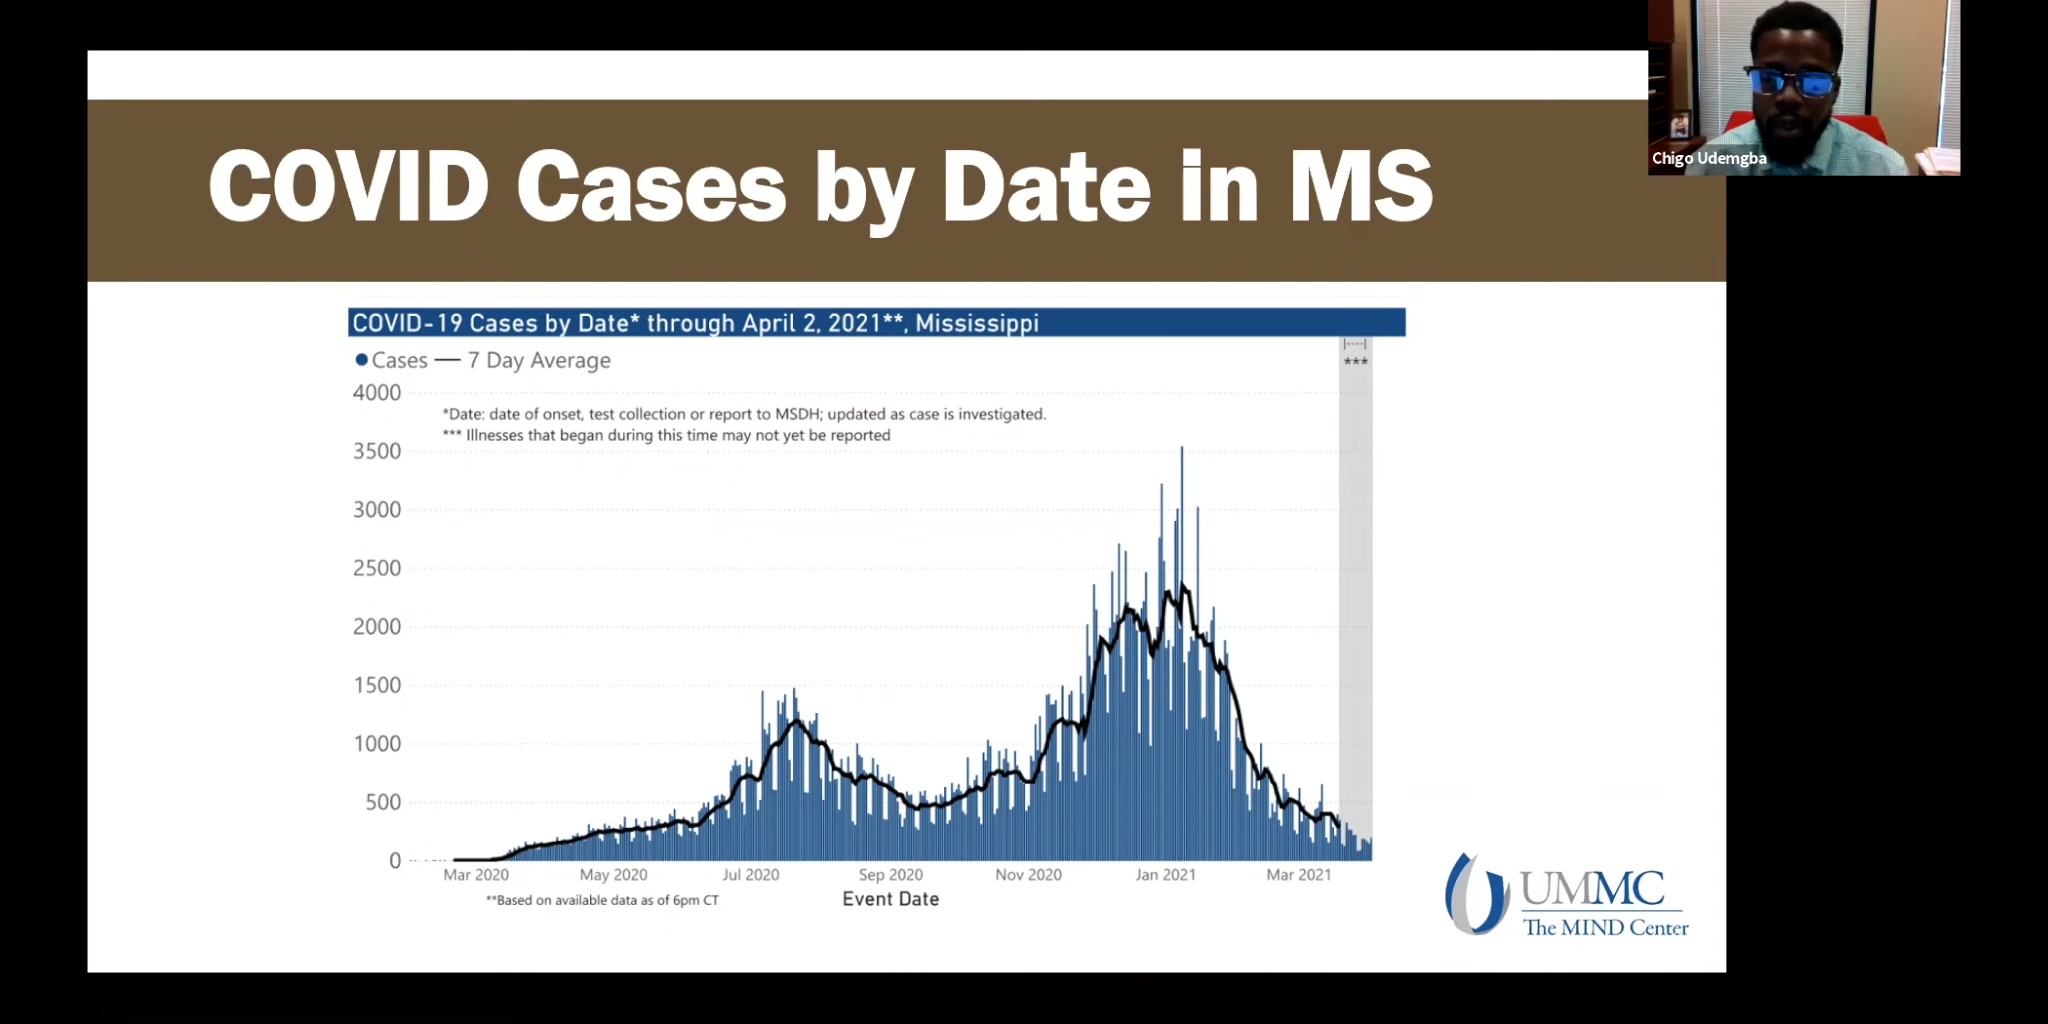 Chigo Udemgba
COVID Cases by Date in MS
COVID-19 Cases by Date* through April 2, 2021**, Mississippi
Cases 7 Day Average
***
4000
*Date: date of onset, test collection or report to MSDH; updated as case is investigated.
*** Illnesses that began during this time may not yet be reported
3500
3000
2500
2000
1500
1000
500
0
Mar 2020 May 2020 Jul 2020 Sep 2020 Nov 2020 Jan 2021 Mar 2021
**Based on available data as of 6pm CT
Event Date
UMMC
The MIND Center